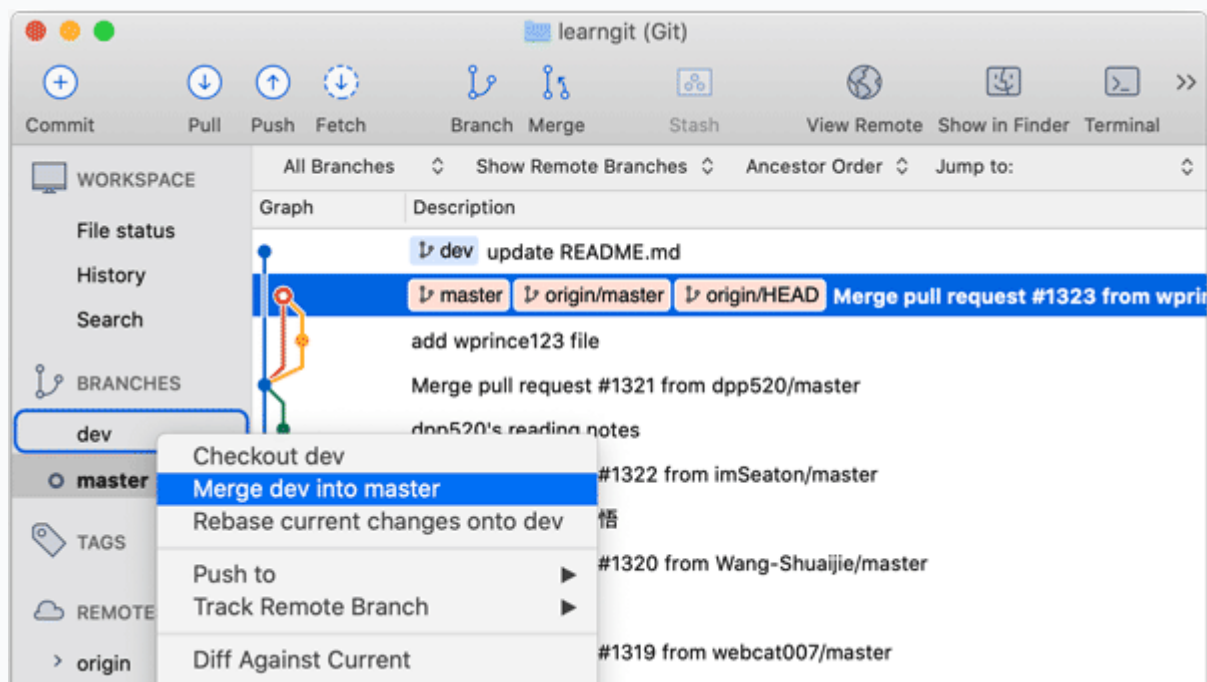 learngit (Git)
Commit Pull Push Fetch Branch Merge Stash View Remote Show in Finder Terminal
WORKSPACE
File status
History
Search
BRANCHES
dev
master
TAGS
REMOTE
origin
All Branches Show Remote Branches Ancestor Order Jump to:
Graph Description
dev update README.md
master origin/master origin/HEAD Merge pull request #1323 from
add wprince123 file
Merge pull request #1321 from dpp520/master
dpp520's reading notes
#1322 from imSeaton/master
悟
#1320 from Wang-Shuaijie/master
#1319 from webcat007/master
Checkout dev
Merge dev into master
Rebase current changes onto dev
Push to
Track Remote Branch
Diff Against Current